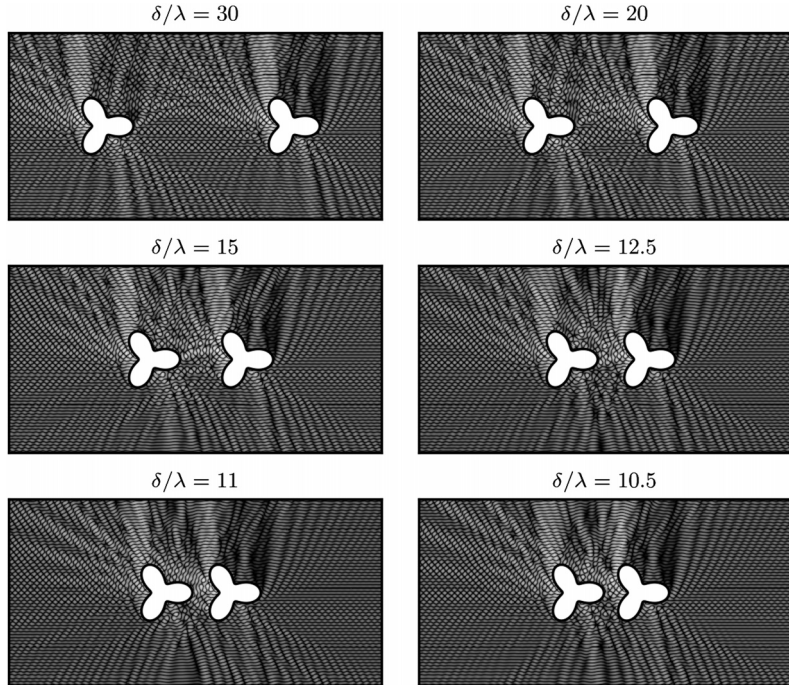 δ/λ = 30
δ/λ = 20
δ/λ = 15
δ/λ = 12.5
δ/λ = 11
δ/λ = 10.5